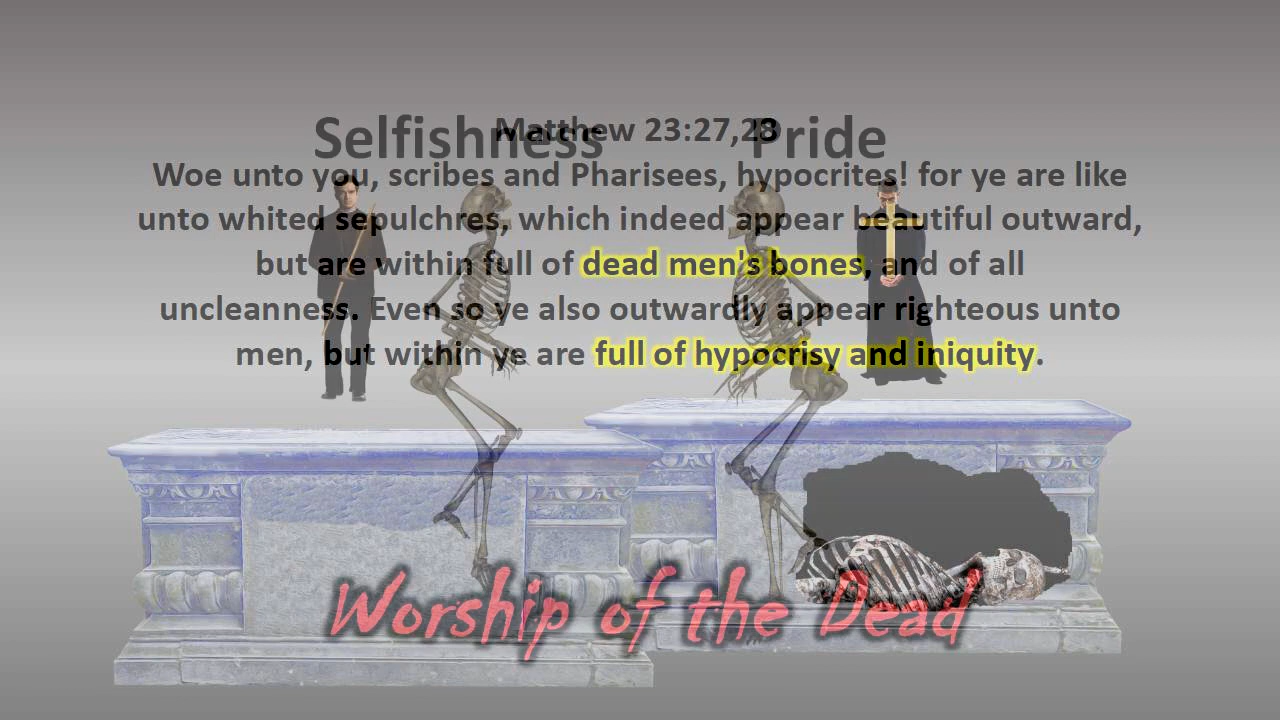 Selfishness Pride
Matthew 23:27,28
Woe unto you, scribes and Pharisees, hypocrites! for ye are like
unto whited sepulchres, which indeed appear beautiful outward,
but are within full of dead men's bones, and of all
uncleanness. Even so ye also outwardly appear righteous unto
men, but within ye are full of hypocrisy and iniquity.
Worship of the Dead